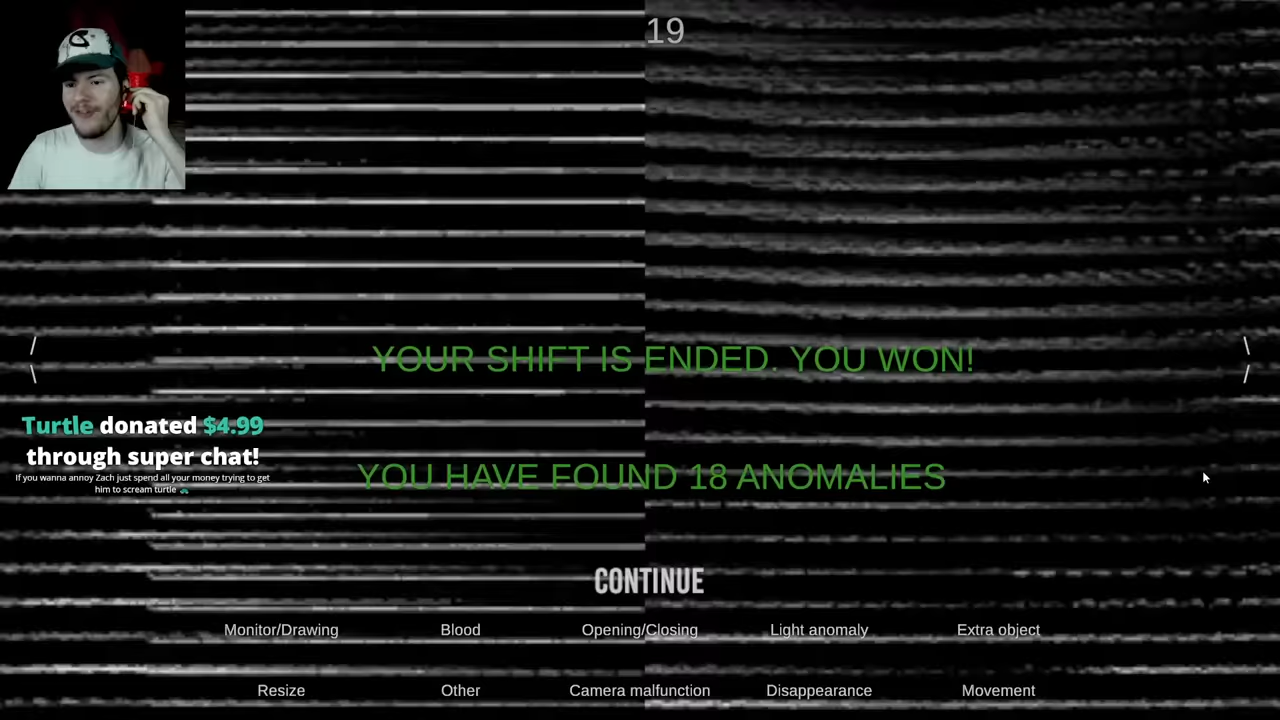 19
YOUR SHIFT IS ENDED. YOU WON!
Turtle donated $4.99
through super chat!
If you wanna annoy Zach just spend all your money trying to get
him to scream turtle
YOU HAVE FOUND 18 ANOMALIES
CONTINUE
Monitor/Drawing Blood Opening/Closing Light anomaly Extra object
Resize Other Camera malfunction Disappearance Movement